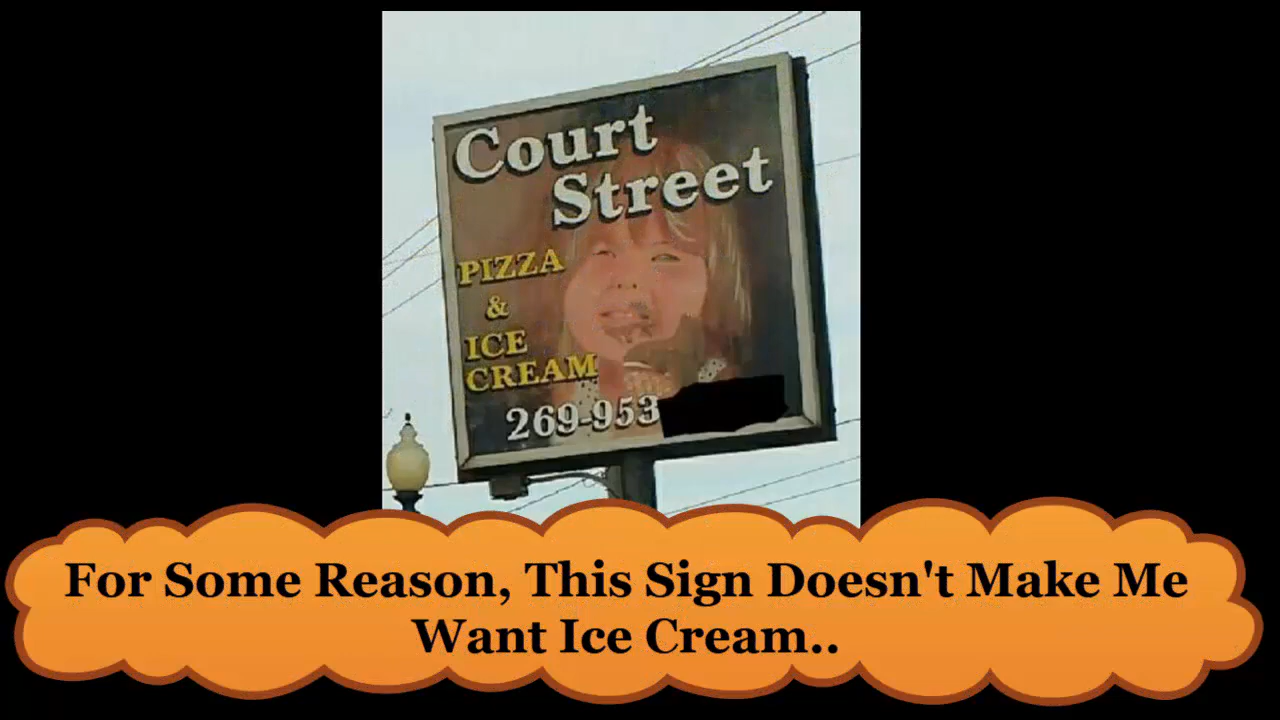 Court
Street
PIZZA
&
ICE
CREAM
269-953
For Some Reason, This Sign Doesn't Make Me
Want Ice Cream..